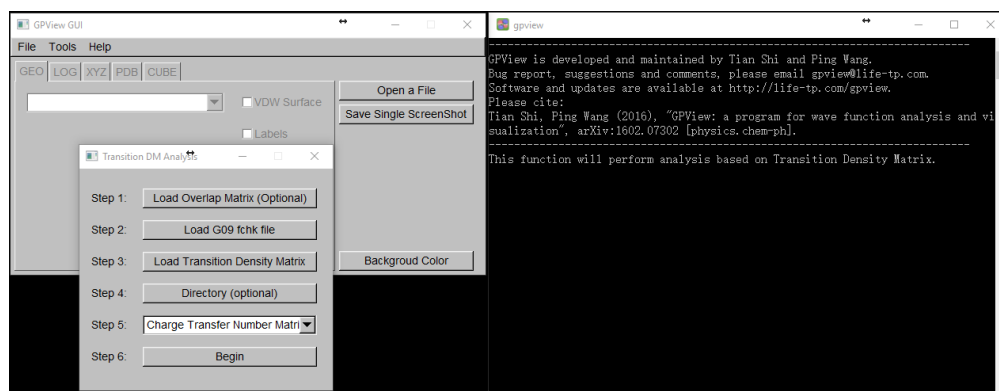 GPView GUI
File Tools Help
GEO LOG XYZ PDB CUBE
VDW Surface
Labels
Open a File
Save Single ScreenShot
Backgroud Color
Transition DM Analysis
Step 1: Load Overlap Matrix (Optional)
Step 2: Load G09 fchk file
Step 3: Load Transition Density Matrix
Step 4: Directory (optional)
Step 5: Charge Transfer Number Matri
Step 6: Begin
gpview
--------------------------------------------------------------------
GPView is developed and maintained by Tian Shi and Ping Wang.
Bug report, suggestions and comments, please email gpview@life-tp.com.
Software and updates are available at http://life-tp.com/gpview.
Please cite:
Tian Shi, Ping Wang (2016), "GPView: a program for wave function analysis and vi
sualization", arXiv:1602.07302 [physics.chem-ph].
--------------------------------------------------------------------
This function will perform analysis based on Transition Density Matrix.